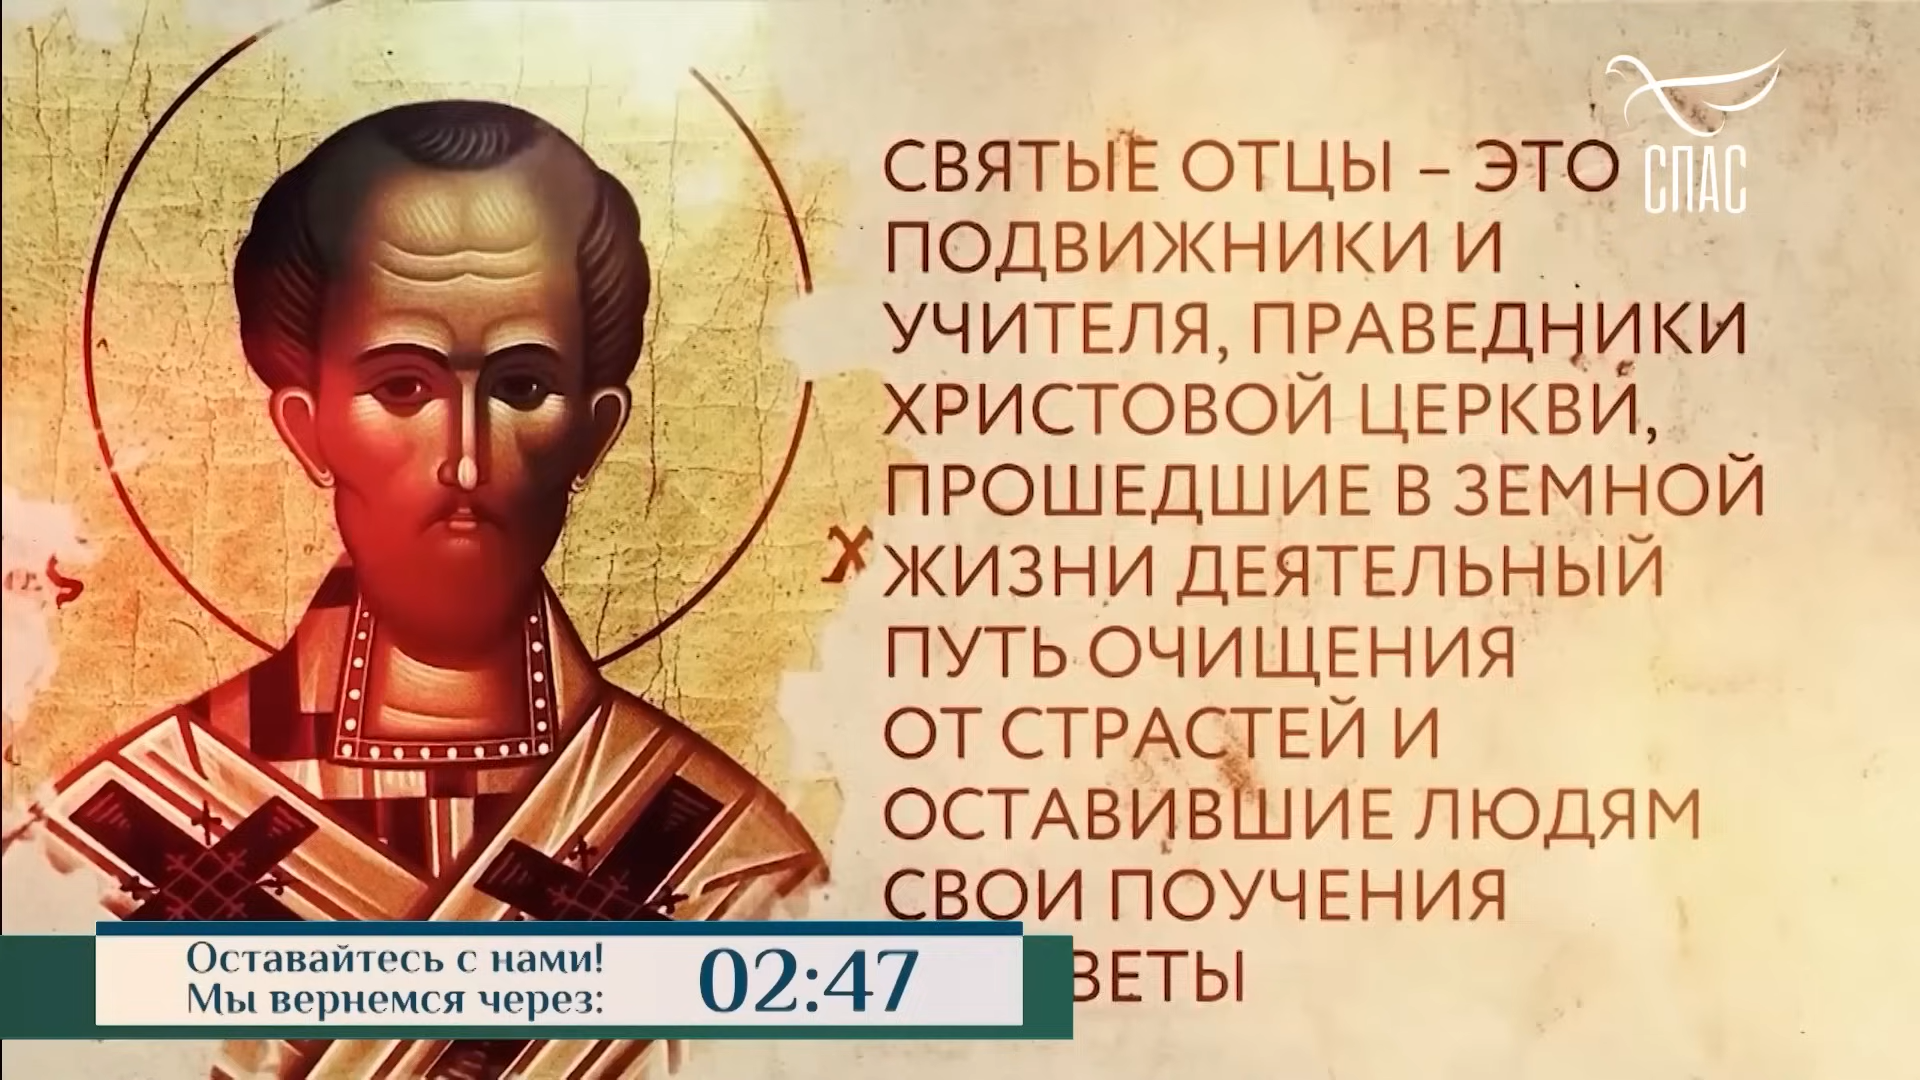 СПАС
СВЯТЫЕ ОТЦЫ – ЭТО
ПОДВИЖНИКИ И
УЧИТЕЛЯ, ПРАВЕДНИКИ
ХРИСТОВОЙ ЦЕРКВИ,
ПРОШЕДШИЕ В ЗЕМНОЙ
ЖИЗНИ ДЕЯТЕЛЬНЫЙ
ПУТЬ ОЧИЩЕНИЯ
ОТ СТРАСТЕЙ И
ОСТАВИВШИЕ ЛЮДЯМ
СВОИ ПОУЧЕНИЯ
Оставайтесь с нами!
Мы вернемся через:
02:47